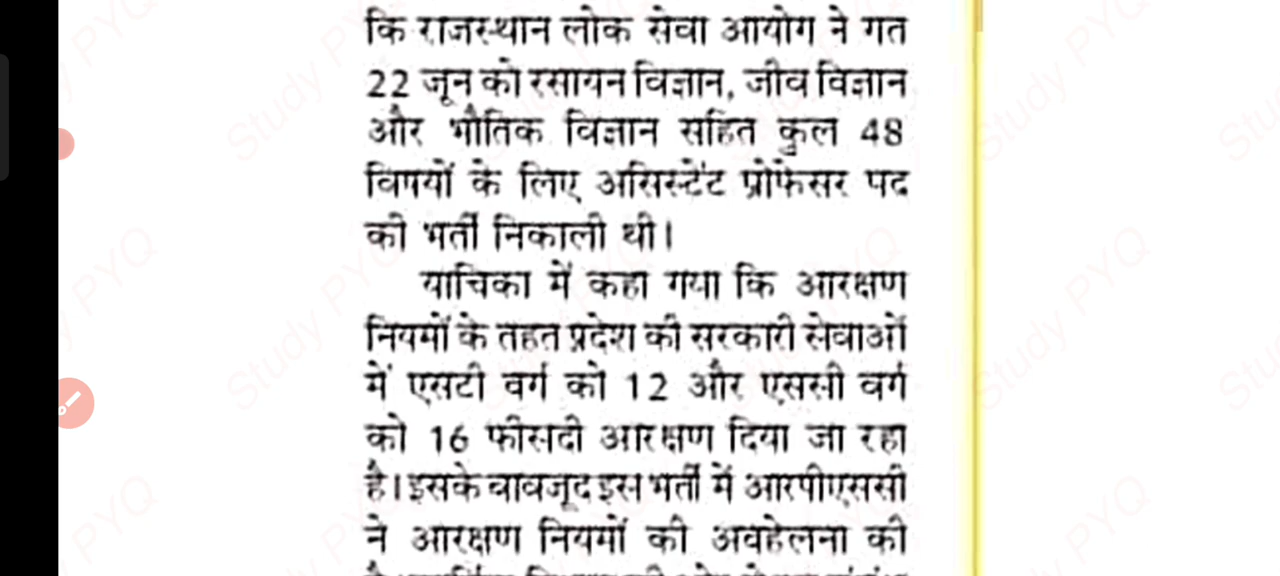 कि राजस्थान लोक सेवा आयोग ने गत
22 जून को रसायन विज्ञान, जीव विज्ञान
और भौतिक विज्ञान सहित कुल 48
विषयों के लिए असिस्टेंट प्रोफेसर पद
की भर्ती निकाली थी।
याचिका में कहा गया कि आरक्षण
नियमों के तहत प्रदेश की सरकारी सेवाओं
में एसटी वर्ग को 12 और एससी वर्ग
को 16 फीसदी आरक्षण दिया जा रहा
है। इसके बावजूद इस भर्ती में आरपीएससी
ने आरक्षण नियमों की अवहेलना की
Study PYQ